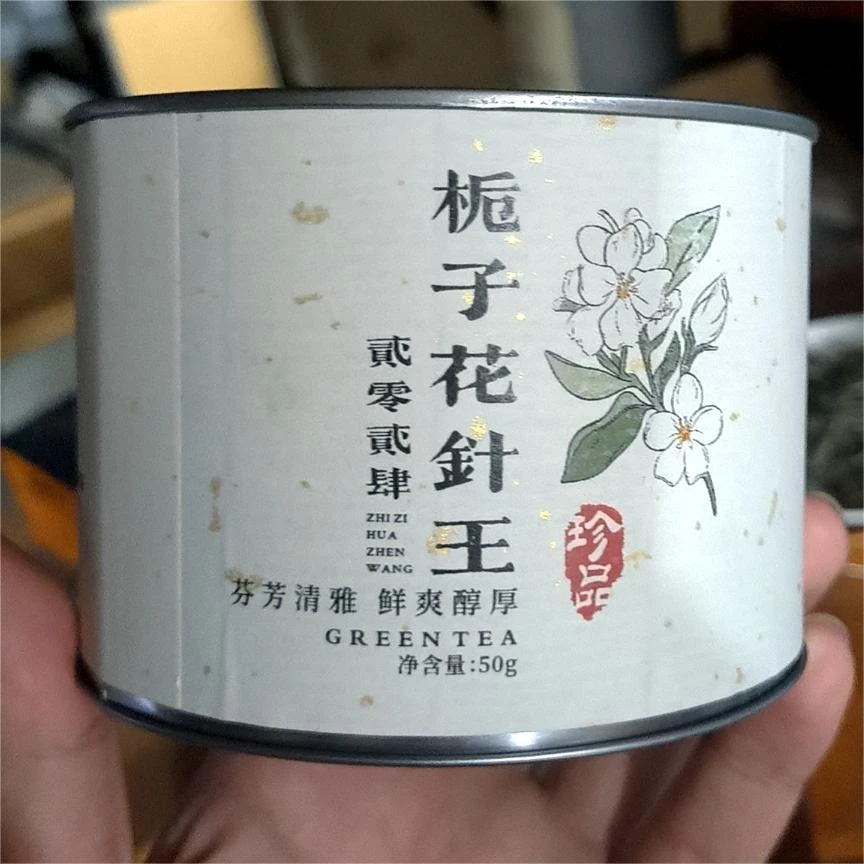 栀子花針王
貳零貳肆
ZHI ZI
HUA
ZHEN
WANG
芬芳清雅 鲜爽醇厚
GREEN TEA
净含量:50g
珍品